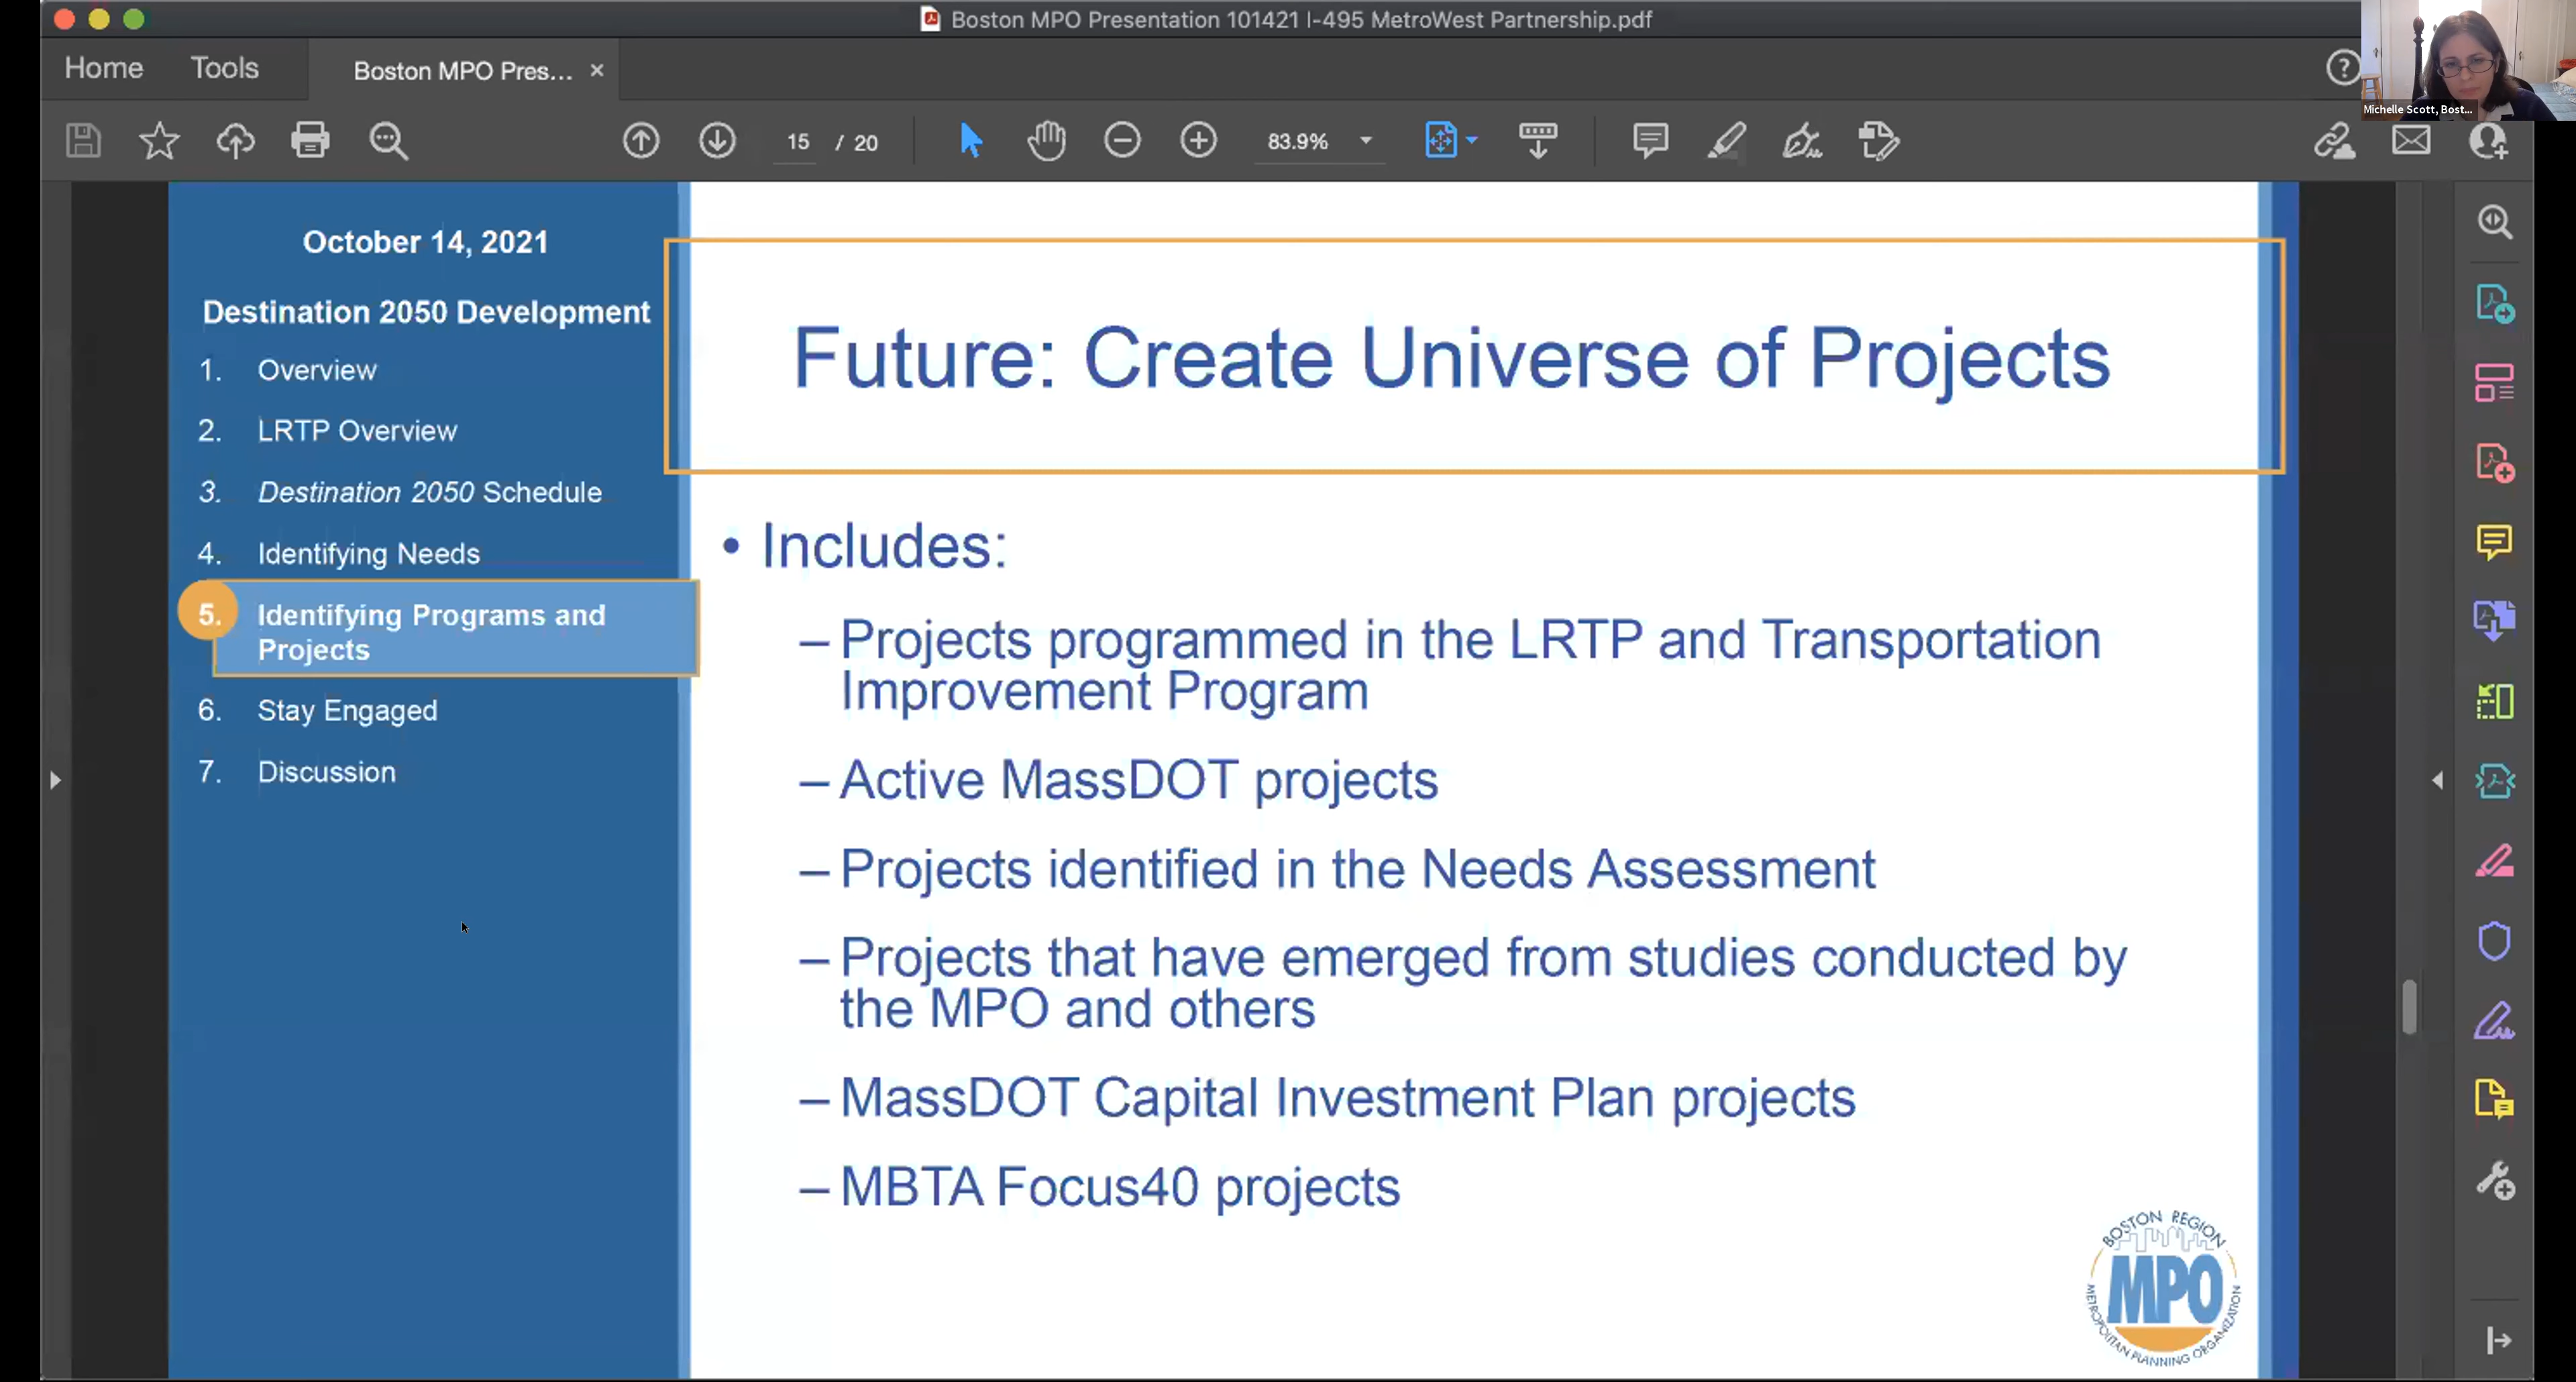 Boston MPO Presentation 101421 I-495 MetroWest Partnership.pdf
Home
Tools
Boston MPO Pres...
Michelle Scott, Bost...
15 / 20
83.9%
October 14, 2021
Destination 2050 Development
1. Overview
2. LRTP Overview
3. Destination 2050 Schedule
4. Identifying Needs
5. Identifying Programs and
Projects
6. Stay Engaged
7. Discussion
Future: Create Universe of Projects
• Includes:
– Projects programmed in the LRTP and Transportation
Improvement Program
– Active MassDOT projects
– Projects identified in the Needs Assessment
– Projects that have emerged from studies conducted by
the MPO and others
– MassDOT Capital Investment Plan projects
– MBTA Focus40 projects
BOSTON REGION
MPO
METROPOLITAN PLANNING ORGANIZATION